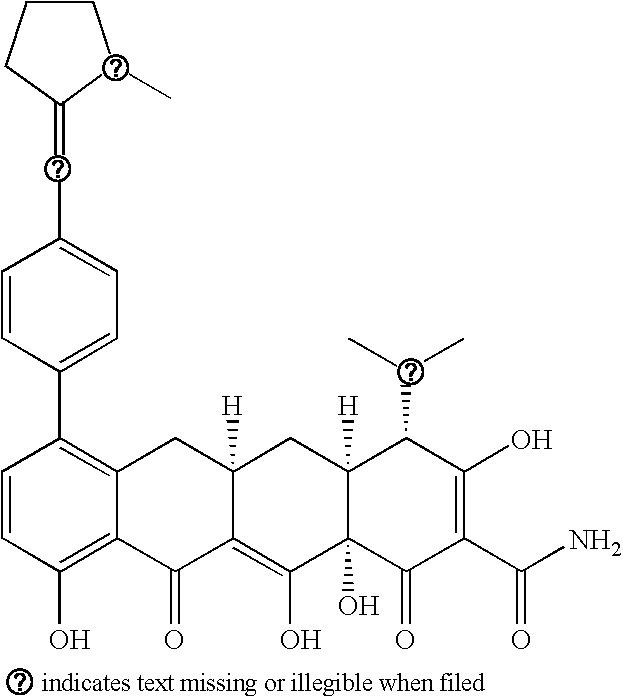 ?
?
?
H H
OH
NH2
OH
OH O OH O O
? indicates text missing or illegible when filed